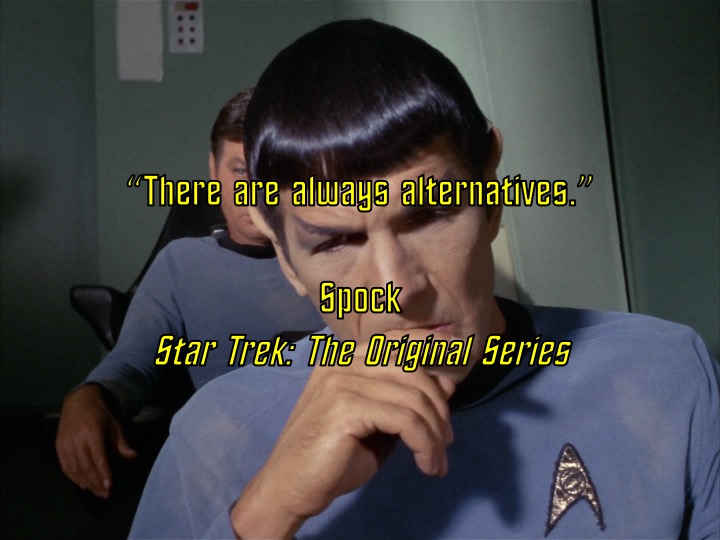 “There are always alternatives.”
Spock
Star Trek: The Original Series